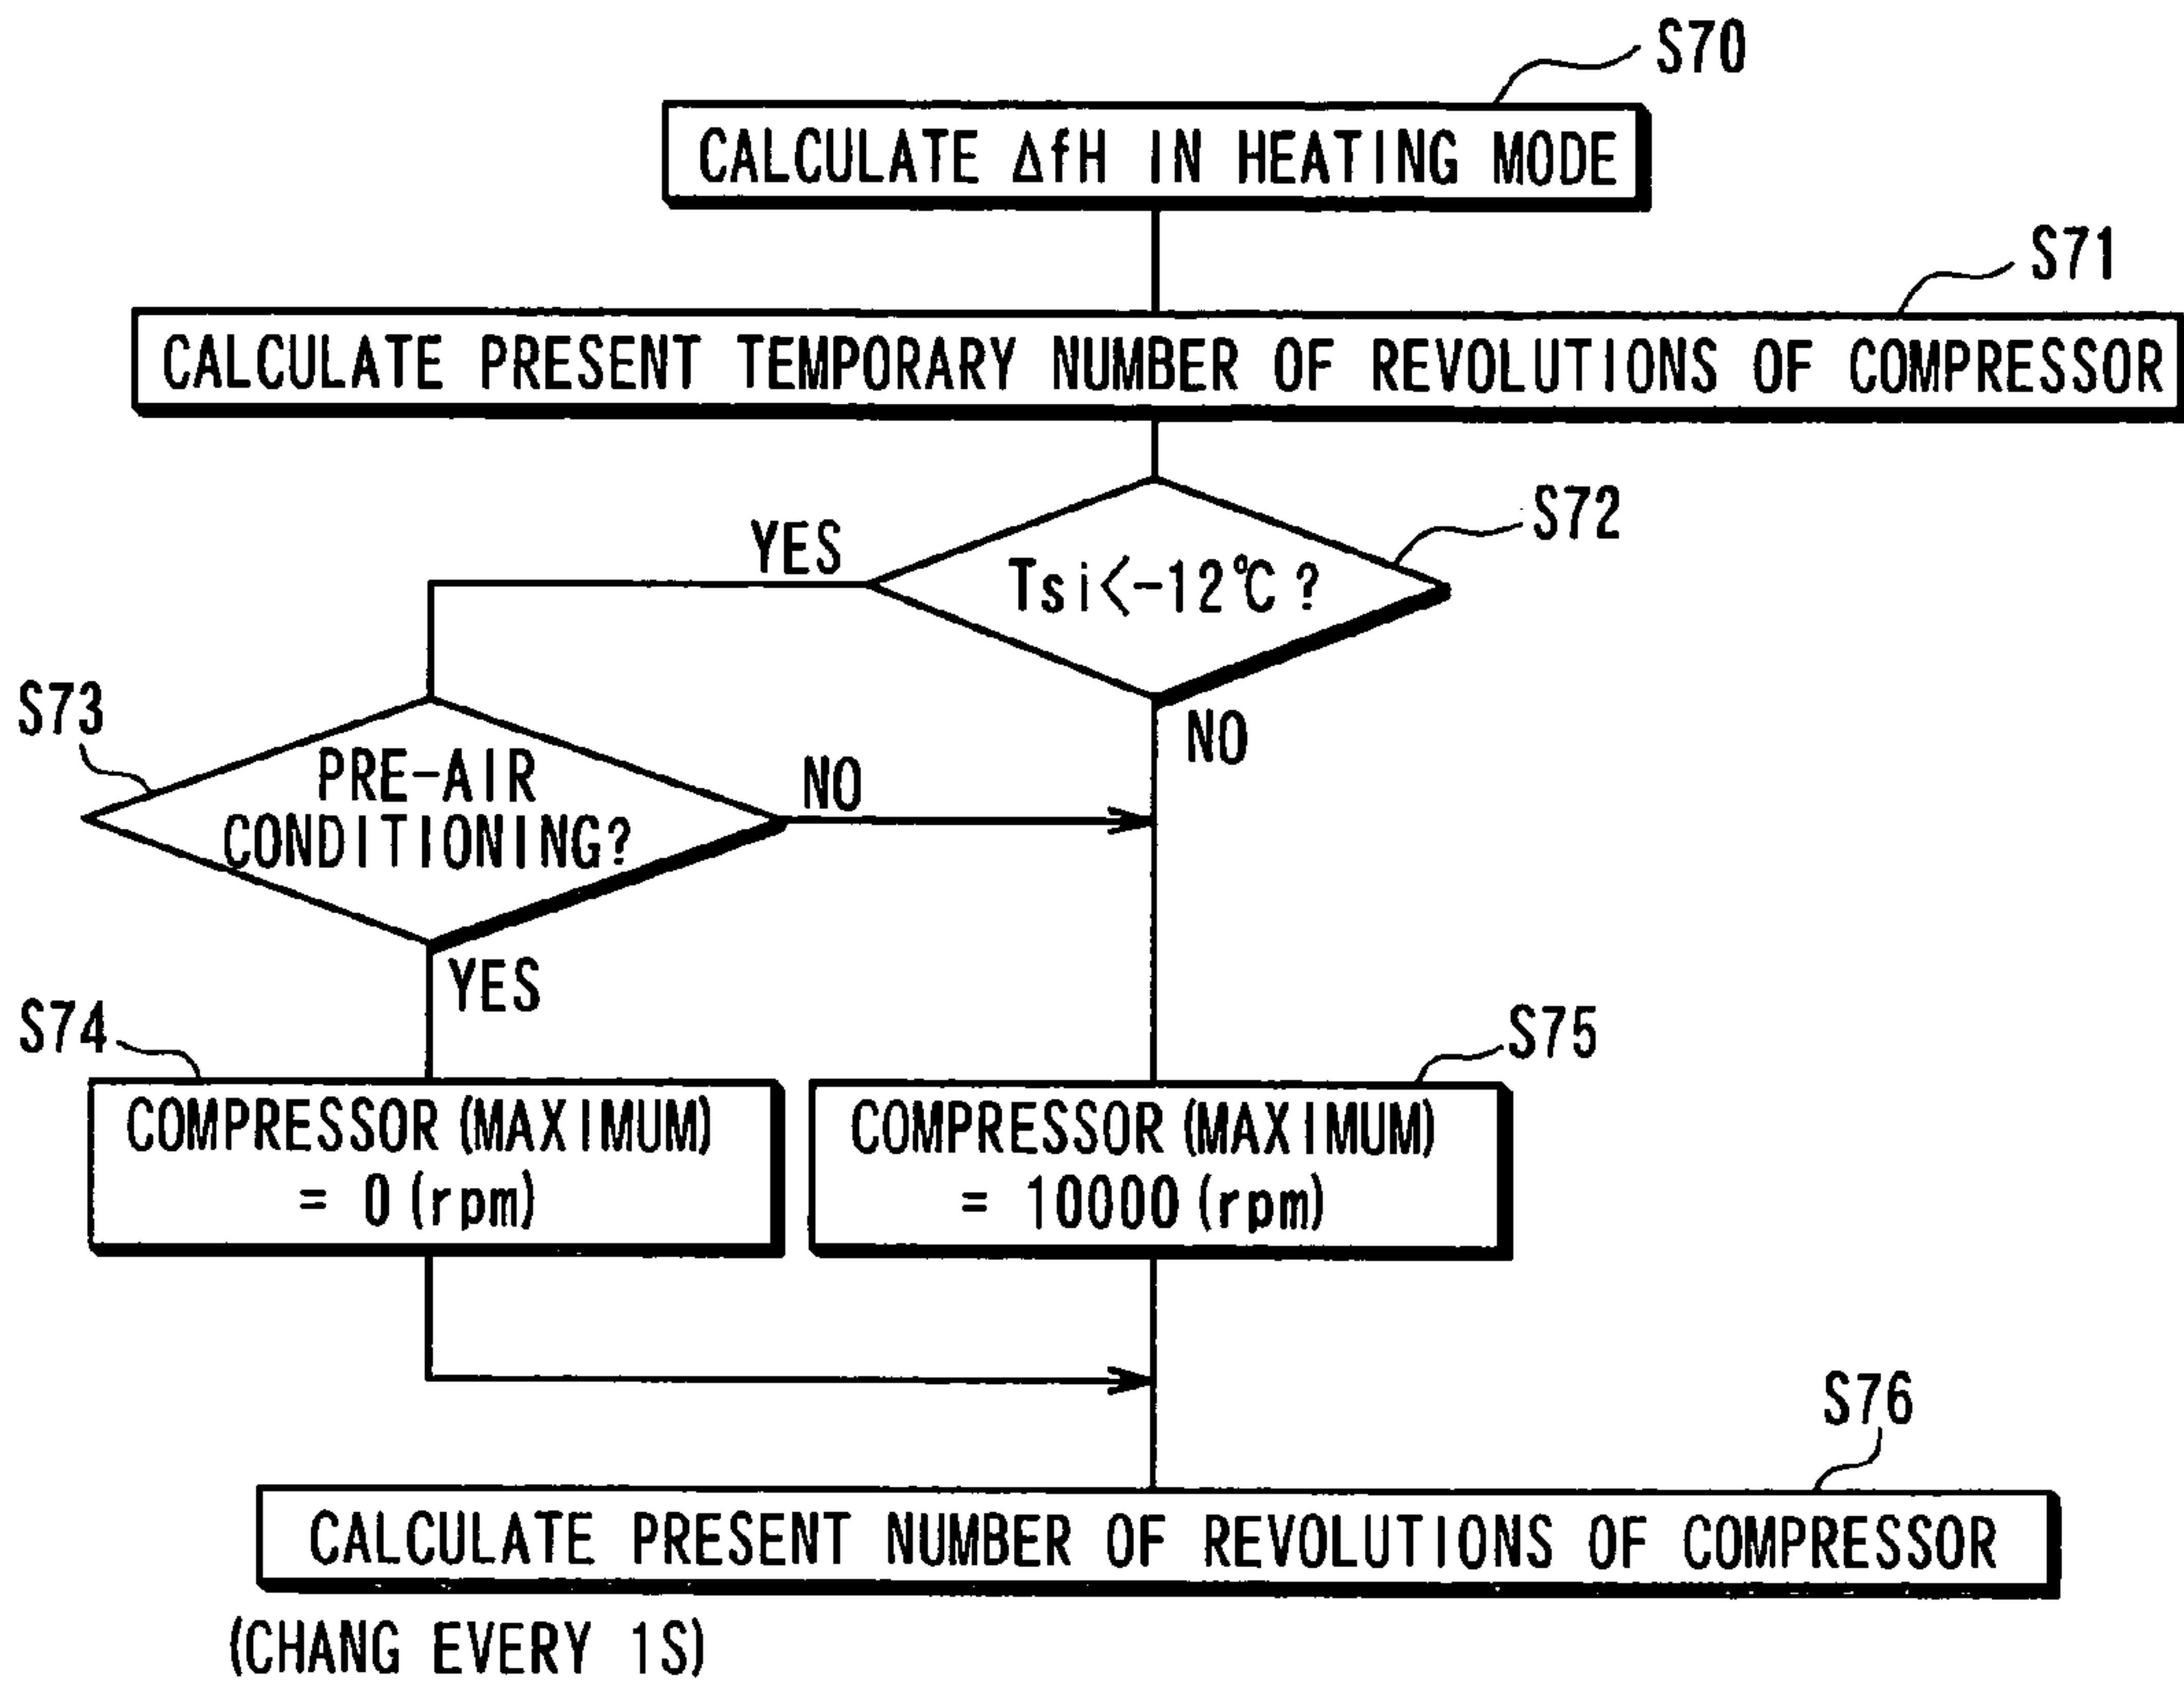 S70
CALCULATE ΔfH IN HEATING MODE
S71
CALCULATE PRESENT TEMPORARY NUMBER OF REVOLUTIONS OF COMPRESSOR
S72
YES
Tsi<-12℃?
S73
NO
PRE-AIR
CONDITIONING?
NO
YES
S74
S75
COMPRESSOR (MAXIMUM)
= 0 (rpm)
COMPRESSOR (MAXIMUM)
= 10000 (rpm)
S76
CALCULATE PRESENT NUMBER OF REVOLUTIONS OF COMPRESSOR
(CHANG EVERY 1S)